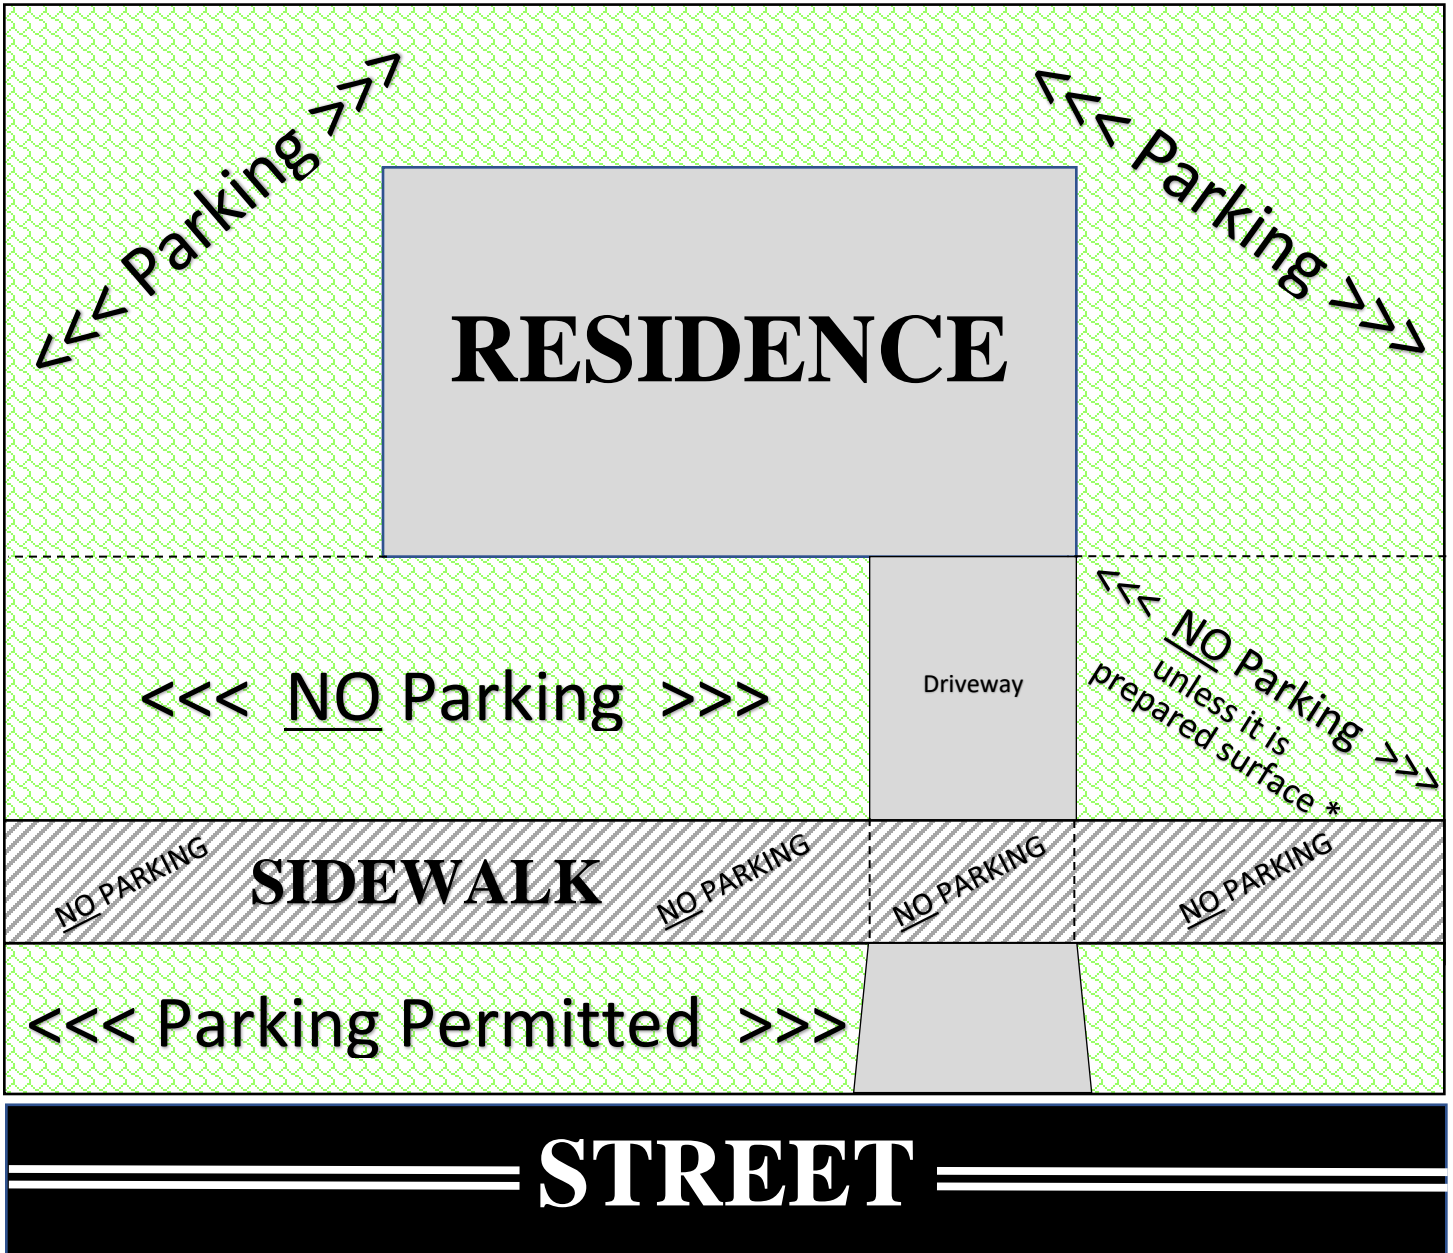 <<< Parking >>>
<<< Parking >>>
RESIDENCE
<<< NO Parking >>>
Driveway
<<< NO Parking >>>
unless it is
prepared surface *
NO PARKING
SIDEWALK
NO PARKING
NO PARKING
NO PARKING
<<< Parking Permitted >>>
STREET